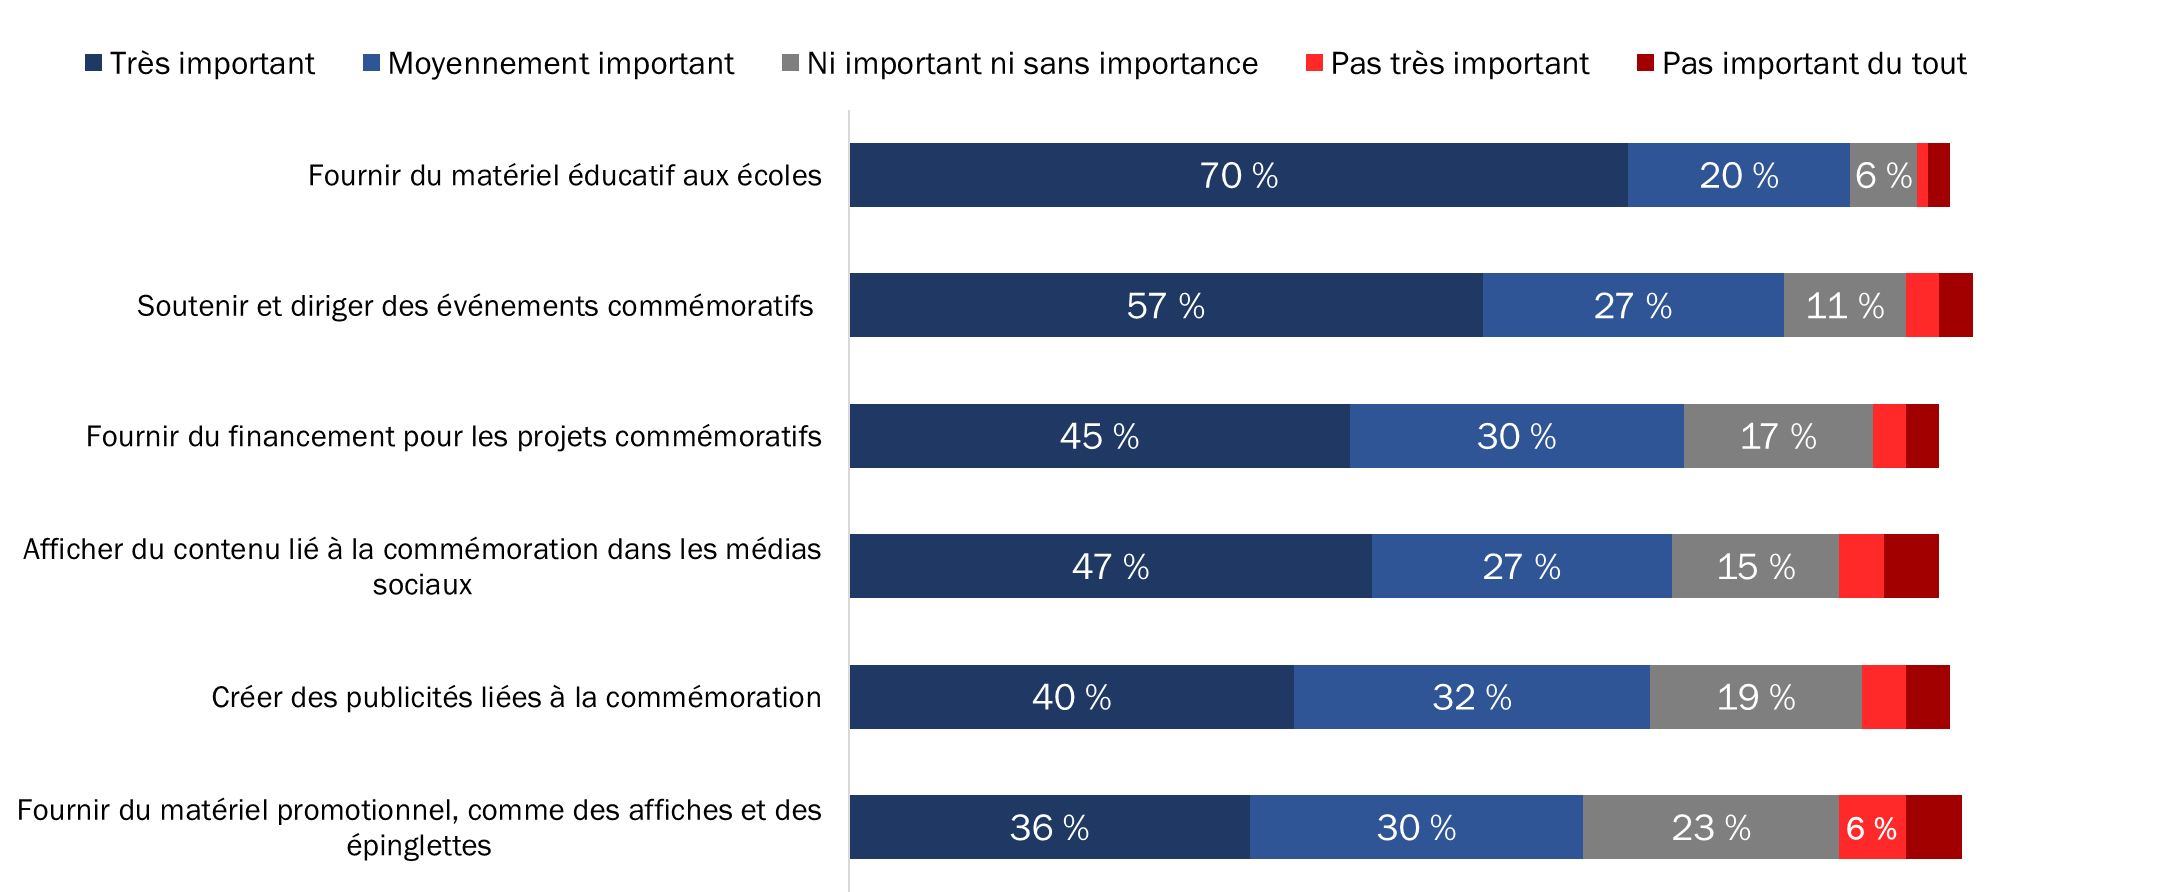 Très important Moyennement important Ni important ni sans importance Pas très important Pas important du tout
Fournir du matériel éducatif aux écoles 70 % 20 % 6 %
Soutenir et diriger des événements commémoratifs 57 % 27 % 11 %
Fournir du financement pour les projets commémoratifs 45 % 30 % 17 %
Afficher du contenu lié à la commémoration dans les médias
sociaux
47 % 27 % 15 %
Créer des publicités liées à la commémoration 40 % 32 % 19 %
Fournir du matériel promotionnel, comme des affiches et des
épinglettes
36 % 30 % 23 % 6 %